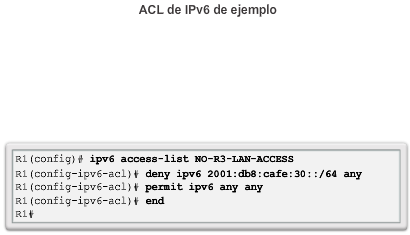 ACL de IPv6 de ejemplo
R1(config)# ipv6 access-list NO-R3-LAN-ACCESS
R1(config-ipv6-acl)# deny ipv6 2001:db8:cafe:30::/64 any
R1(config-ipv6-acl)# permit ipv6 any any
R1(config-ipv6-acl)# end
R1#